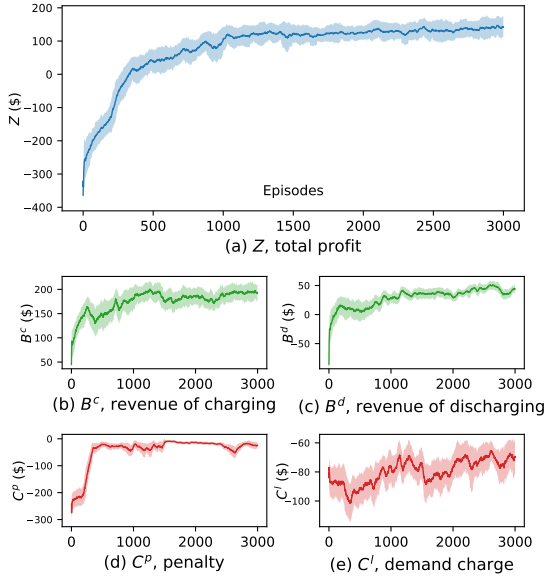 200
100
0
−100
−200
−300
−400
Z ($)
Episodes
0 500 1000 1500 2000 2500 3000
(a) Z, total profit
200
150
100
50
B^c ($)
0 1000 2000 3000
(b) B^c, revenue of charging
50
0
−50
B^d ($)
0 1000 2000 3000
(c) B^d, revenue of discharging
0
−100
−200
−300
C^p ($)
0 1000 2000 3000
(d) C^p, penalty
−60
−80
−100
C^l ($)
0 1000 2000 3000
(e) C^l, demand charge